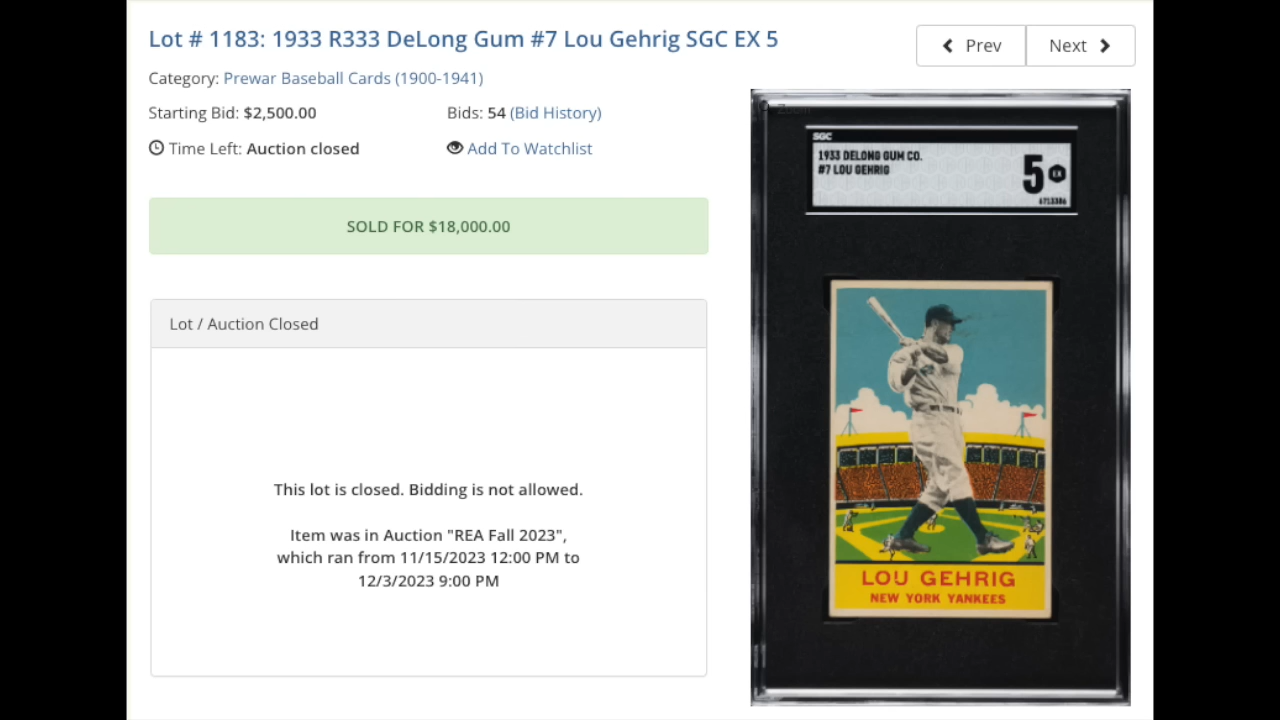 Lot # 1183: 1933 R333 DeLong Gum #7 Lou Gehrig SGC EX 5
Prev
Next
Category: Prewar Baseball Cards (1900-1941)
Starting Bid: $2,500.00
Bids: 54 (Bid History)
Time Left: Auction closed
Add To Watchlist
SOLD FOR $18,000.00
Lot / Auction Closed
This lot is closed. Bidding is not allowed.
Item was in Auction "REA Fall 2023",
which ran from 11/15/2023 12:00 PM to
12/3/2023 9:00 PM
Zoom
SGC
1933 DELONG GUM CO.
#7 LOU GEHRIG
5 EX
6713386
LOU GEHRIG
NEW YORK YANKEES